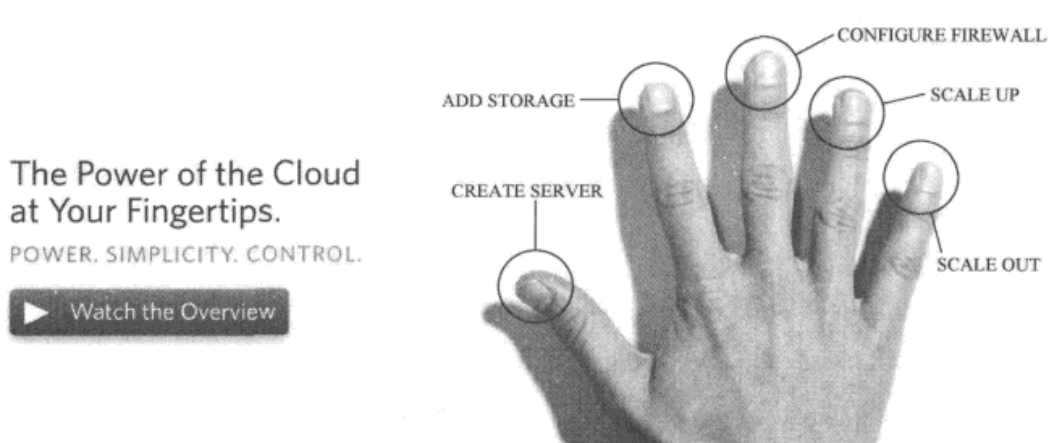 The Power of the Cloud
at Your Fingertips.
POWER. SIMPLICITY. CONTROL.
Watch the Overview
CONFIGURE FIREWALL
ADD STORAGE
SCALE UP
CREATE SERVER
SCALE OUT